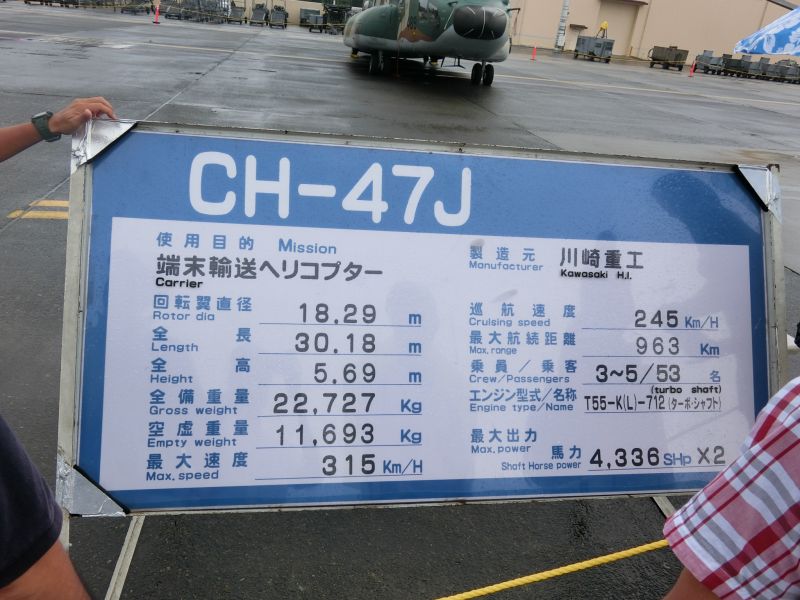 CH-47J
使用目的 Mission
端末輸送ヘリコプター
Carrier
回転翼直径
Rotor dia 18.29 m
全長
Length 30.18 m
全高
Height 5.69 m
全備重量
Gross weight 22,727 Kg
空虚重量
Empty weight 11,693 Kg
最大速度
Max, speed 315 Km/H
製造元 川崎重工
Manufacturer Kawasaki H.I.
巡航速度
Cruising speed 245 Km/H
最大航続距離
Max, range 963 Km
乗員/乗客
Crew/Passengers 3~5/53 名
エンジン型式/名称 (turbo shaft)
Engine type/Name T55-K(L)-712 (ターボ・シャフト)
最大出力
Max, power 馬力
Shaft Horse power 4,336 SHp X2